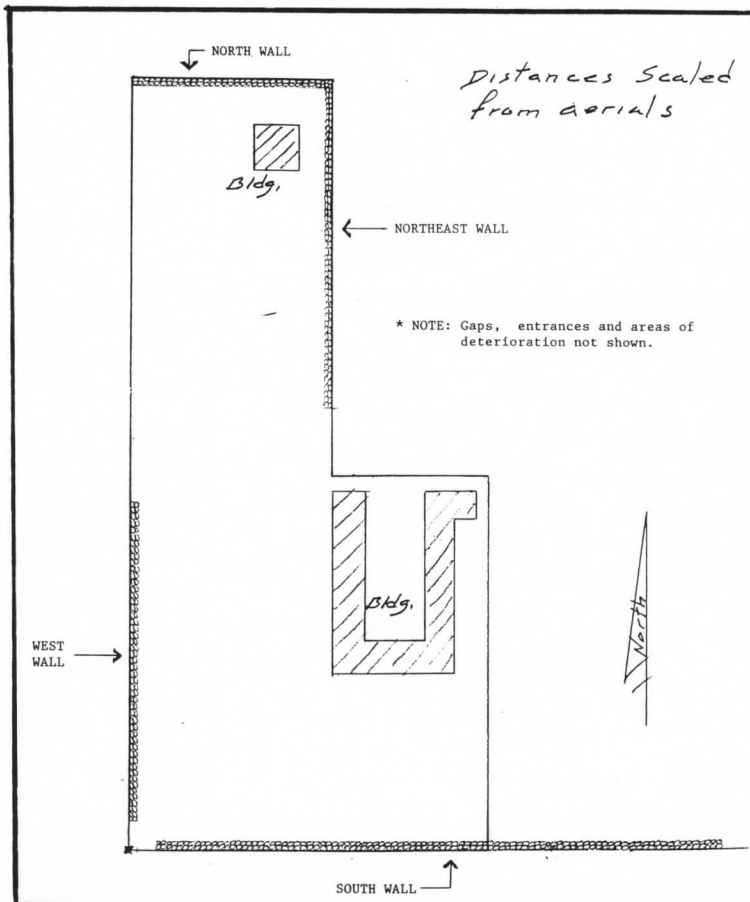 NORTH WALL
Distances Scaled
from aerials
Bldg.
NORTHEAST WALL
* NOTE: Gaps, entrances and areas of
deterioration not shown.
Bldg.
North
WEST
WALL
SOUTH WALL